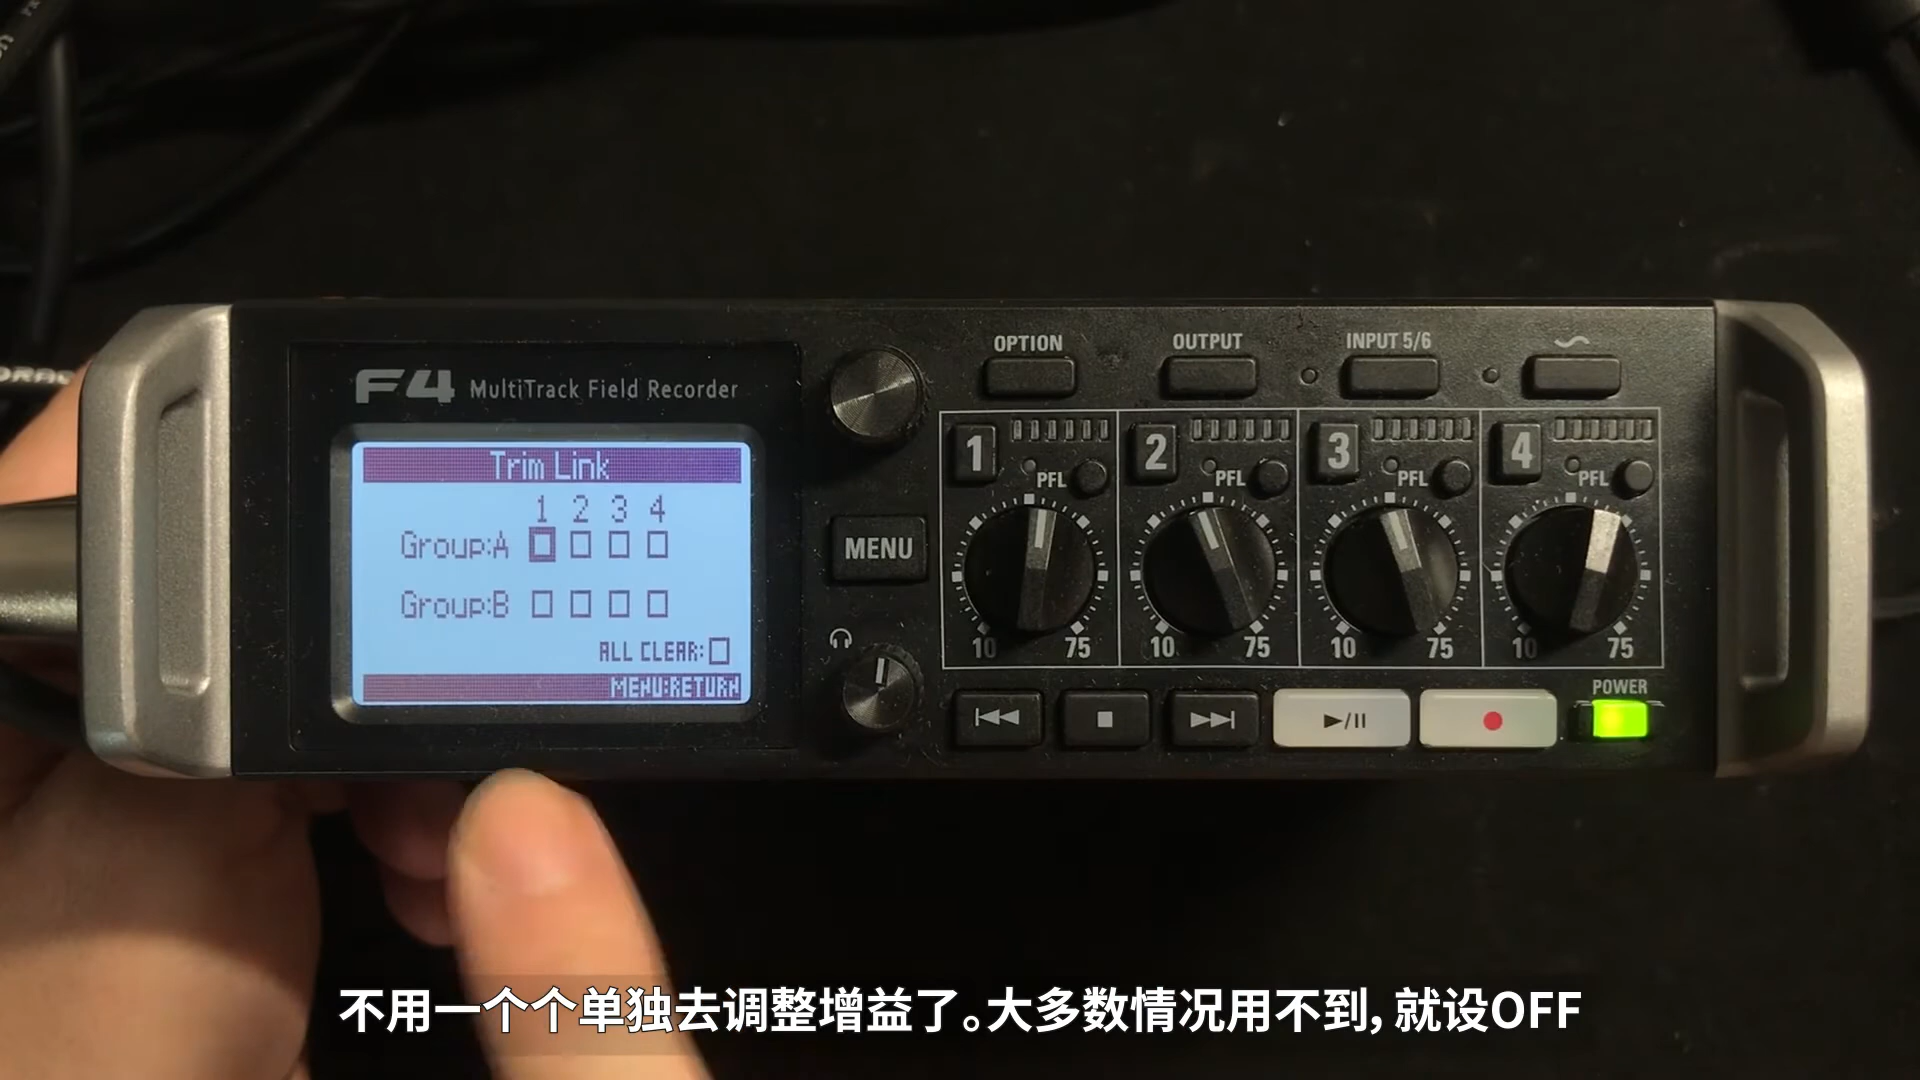 OPTION OUTPUT INPUT 5/6
F4 MultiTrack Field Recorder
Trim Link
1 2 3 4
Group:A
Group:B
ALL CLEAR:
MENU:RETURN
MENU
1 2 3 4
PFL PFL PFL PFL
10 75 10 75 10 75 10 75
POWER
不用一个个单独去调整增益了。大多数情况用不到, 就设OFF